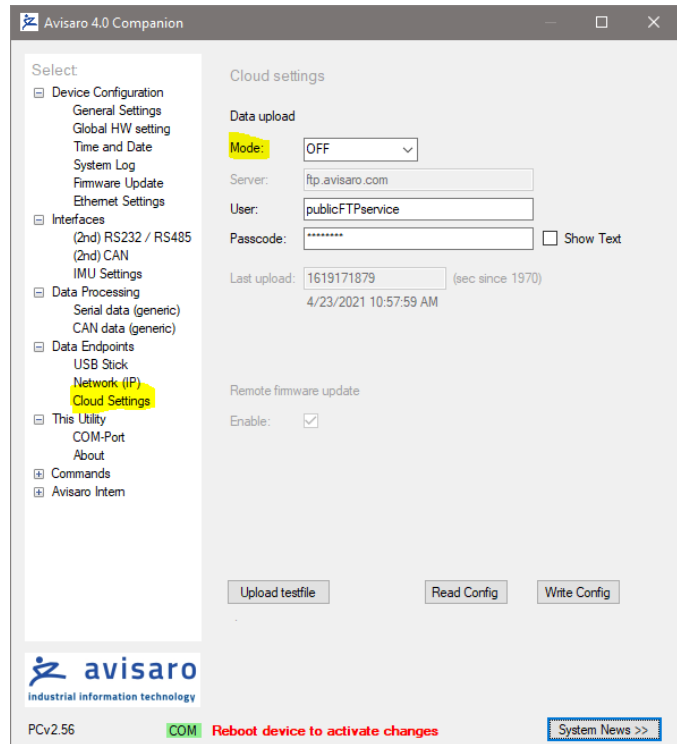 Avisaro 4.0 Companion
Select:
Device Configuration
General Settings
Global HW setting
Time and Date
System Log
Firmware Update
Ethernet Settings
Interfaces
(2nd) RS232 / RS485
(2nd) CAN
IMU Settings
Data Processing
Serial data (generic)
CAN data (generic)
Data Endpoints
USB Stick
Network (IP)
Cloud Settings
This Utility
COM-Port
About
Commands
Avisaro Intern
Cloud settings
Data upload
Mode: OFF
Server: ftp.avisaro.com
User: publicFTPservice
Passcode: ******** Show Text
Last upload: 1619171879 (sec since 1970)
4/23/2021 10:57:59 AM
Remote firmware update
Enable:
Upload testfile Read Config Write Config
avisaro
industrial information technology
PCv2.56 COM Reboot device to activate changes System News >>